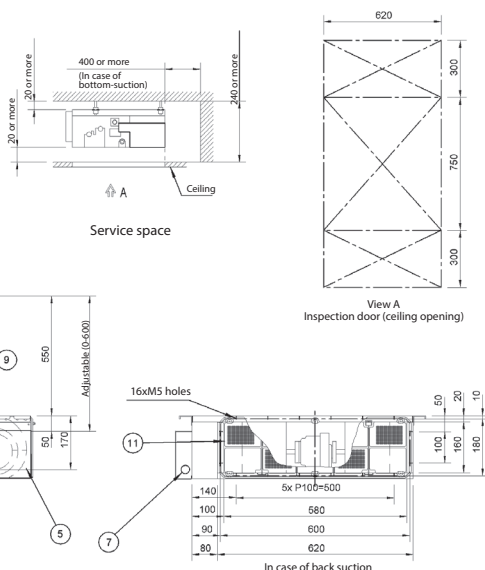 620
400 or more
(In case of
bottom-suction)
20 or more
20 or more
240 or more
300
750
300
A
Ceiling
Service space
View A
Inspection door (ceiling opening)
550
Adjustable (0-600)
9
50
170
5
16xM5 holes
11
7
50
20
10
100
160
180
140
5x P100=500
100
580
90
600
80
620
In case of back suction